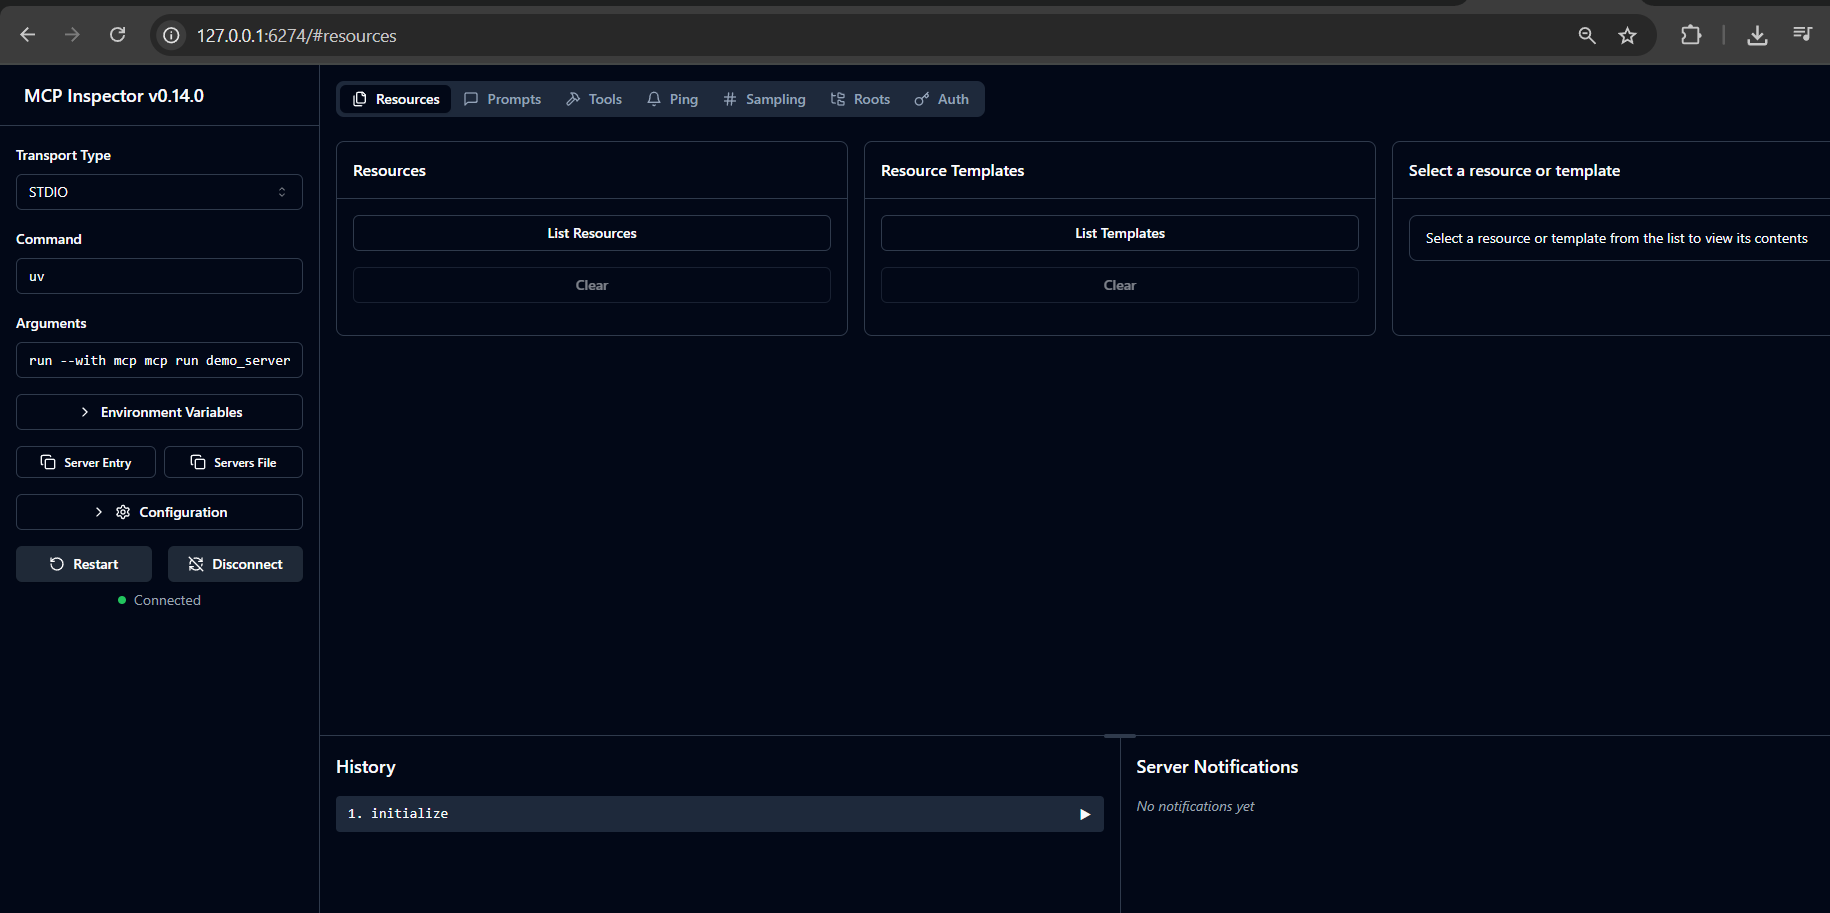 127.0.0.1:6274/#resources
MCP Inspector v0.14.0
Transport Type
STDIO
Command
uv
Arguments
run --with mcp mcp run demo_server
Environment Variables
Server Entry
Servers File
Configuration
Restart
Disconnect
Connected
Resources
Prompts
Tools
Ping
Sampling
Roots
Auth
Resources
List Resources
Clear
Resource Templates
List Templates
Clear
Select a resource or template
Select a resource or template from the list to view its contents
History
1. initialize
Server Notifications
No notifications yet